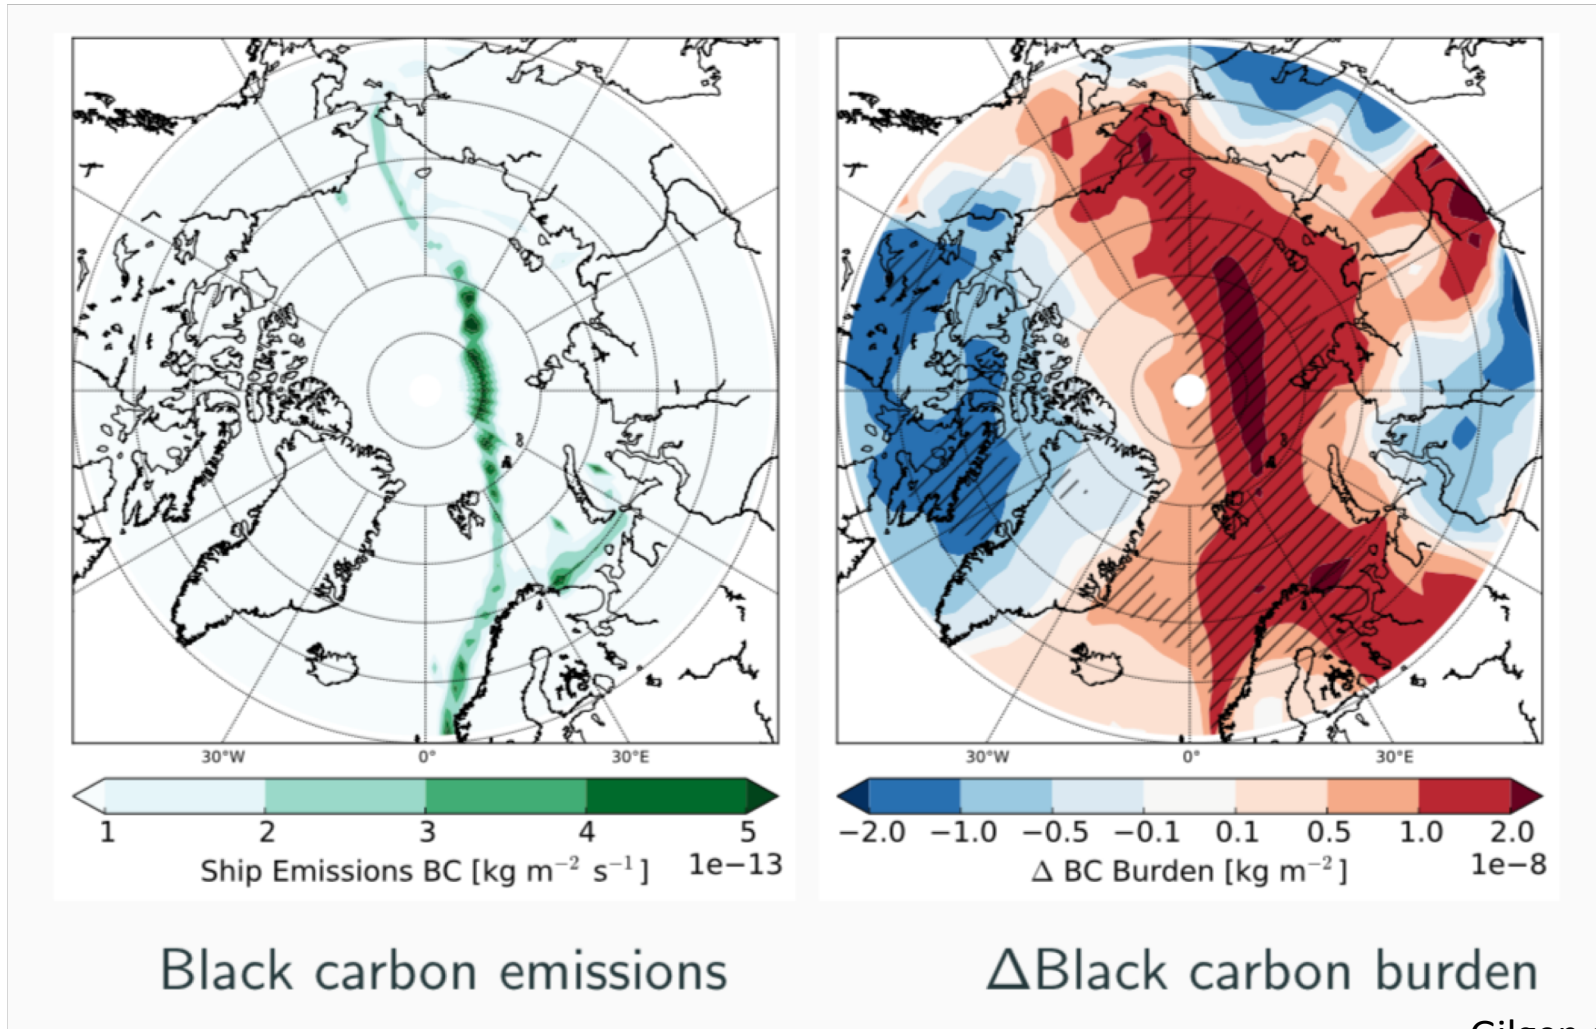 30°W 0° 30°E
1 2 3 4 5
Ship Emissions BC [kg m⁻² s⁻¹] 1e−13
Black carbon emissions
30°W 0° 30°E
−2.0 −1.0 −0.5 −0.1 0.1 0.5 1.0 2.0
Δ BC Burden [kg m⁻²] 1e−8
ΔBlack carbon burden